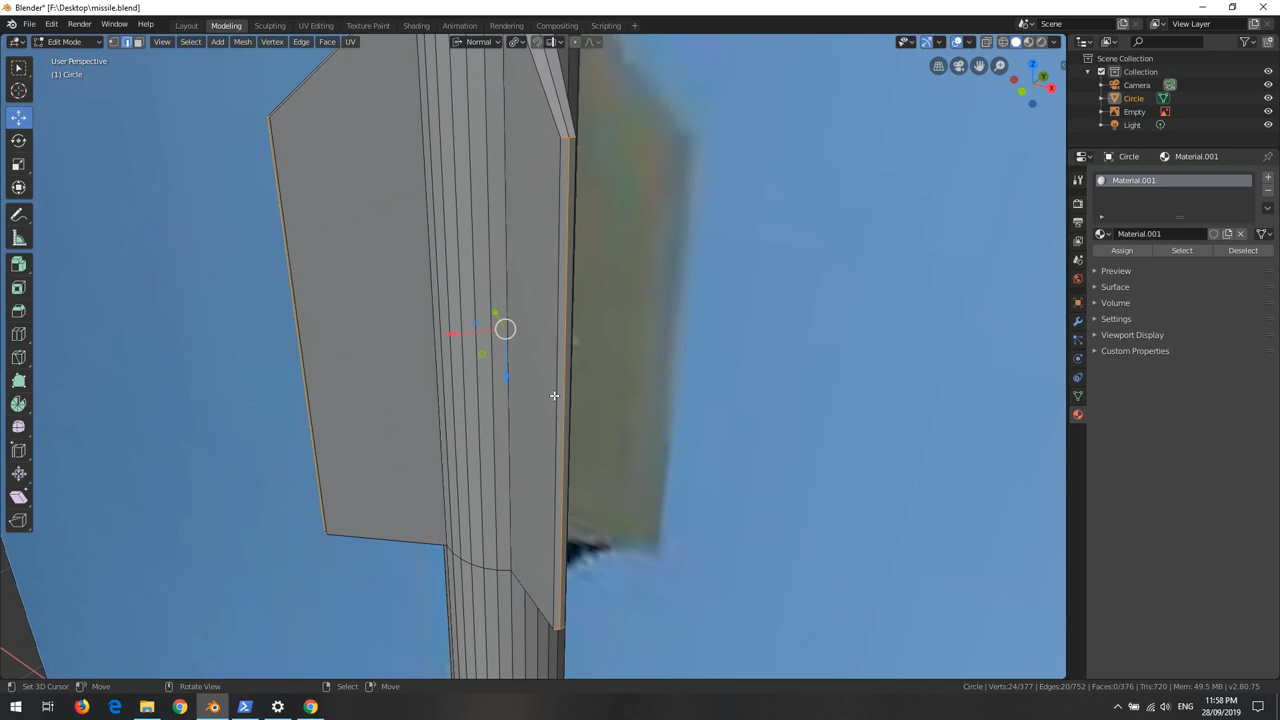 Blender* [F:\Desktop\missile.blend]
File Edit Render Window Help Layout Modeling Sculpting UV Editing Texture Paint Shading Animation Rendering Compositing Scripting + Scene View Layer
Edit Mode View Select Add Mesh Vertex Edge Face UV Normal
User Perspective
(1) Circle
Z
Y
X
Scene Collection
Collection
Camera
Circle
Empty
Light
Circle Material.001
Material.001
Material.001
Assign Select Deselect
Preview
Surface
Volume
Settings
Viewport Display
Custom Properties
Set 3D Cursor Move Rotate View Select Move Circle | Verts:24/377 | Edges:20/752 | Faces:0/376 | Tris:720 | Mem: 49.5 MB | v2.80.75
ENG
11:58 PM
28/09/2019